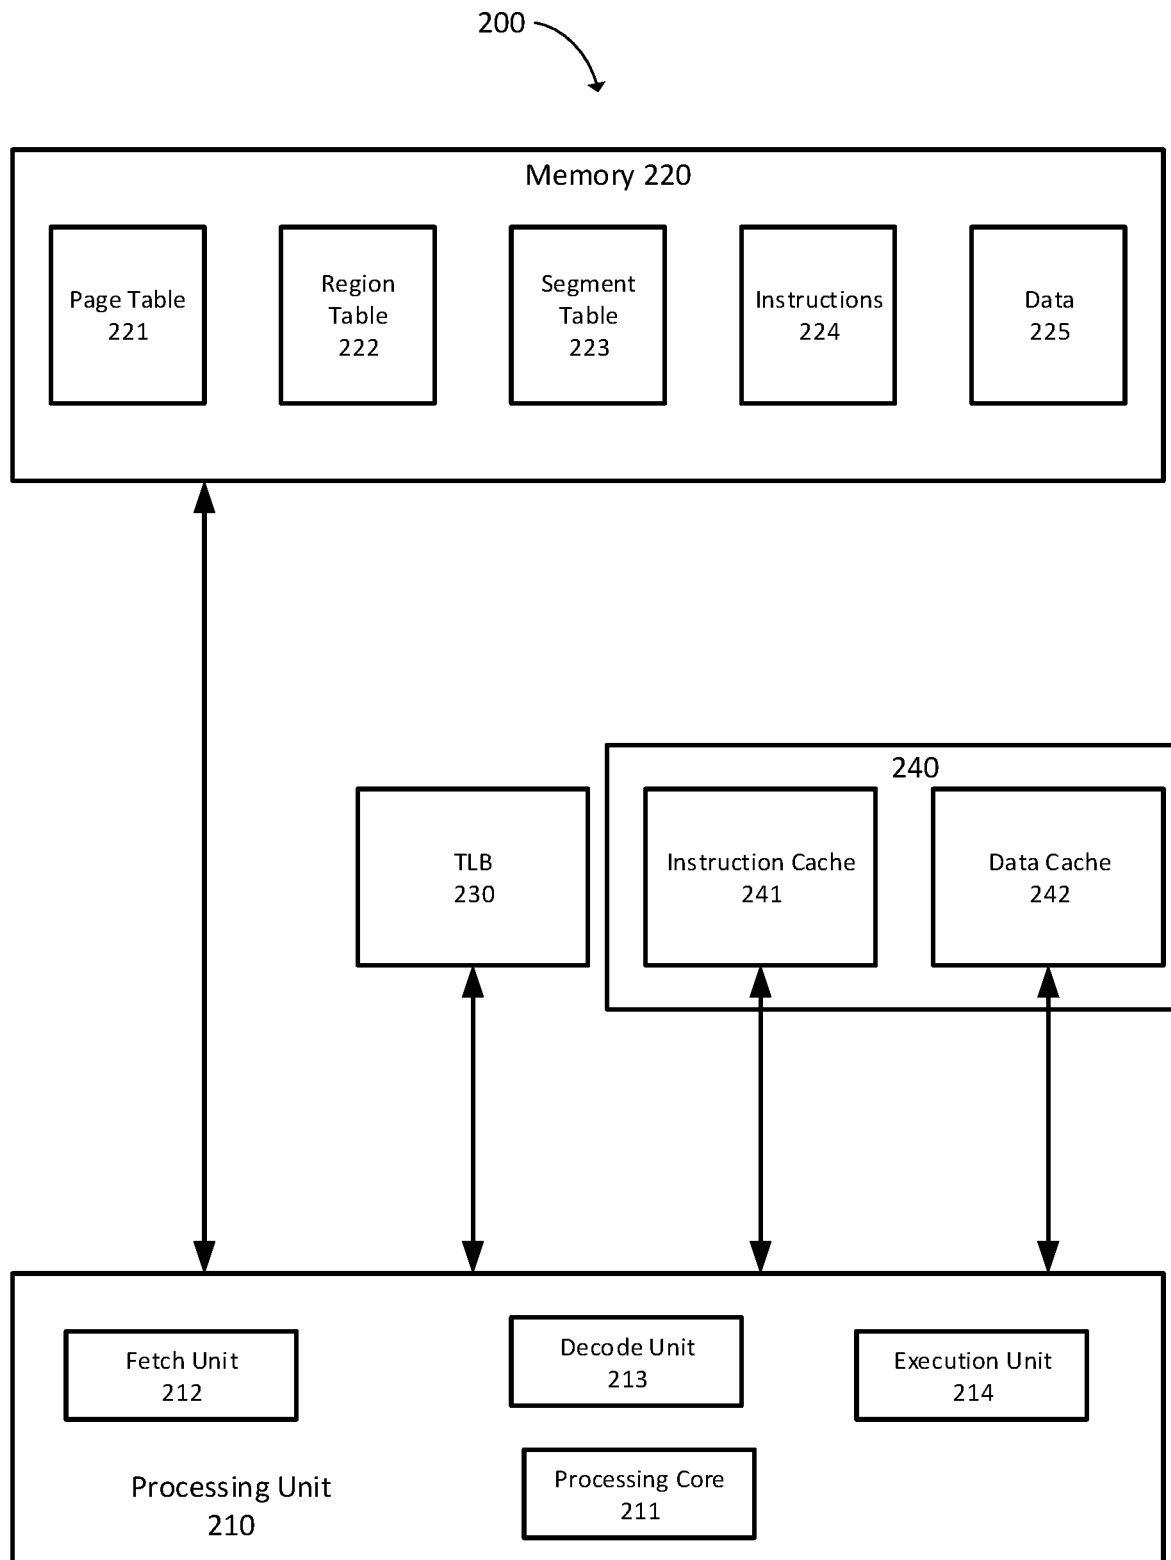 200
Memory 220
Page Table
221
Region
Table
222
Segment
Table
223
Instructions
224
Data
225
240
TLB
230
Instruction Cache
241
Data Cache
242
Fetch Unit
212
Decode Unit
213
Execution Unit
214
Processing Unit
210
Processing Core
211